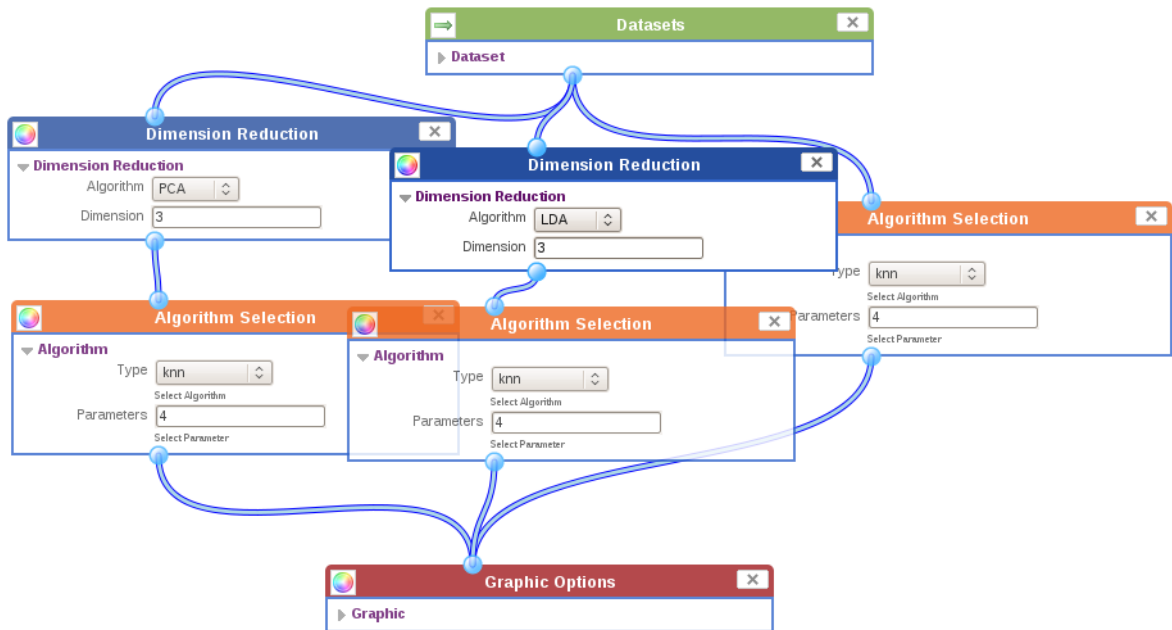 Datasets
Dataset
Dimension Reduction
Dimension Reduction
Algorithm PCA
Dimension 3
Dimension Reduction
Dimension Reduction
Algorithm LDA
Dimension 3
Algorithm Selection
Type knn
Select Algorithm
Parameters 4
Select Parameter
Algorithm Selection
Algorithm
Type knn
Select Algorithm
Parameters 4
Select Parameter
Algorithm Selection
Algorithm
Type knn
Select Algorithm
Parameters 4
Select Parameter
Graphic Options
Graphic